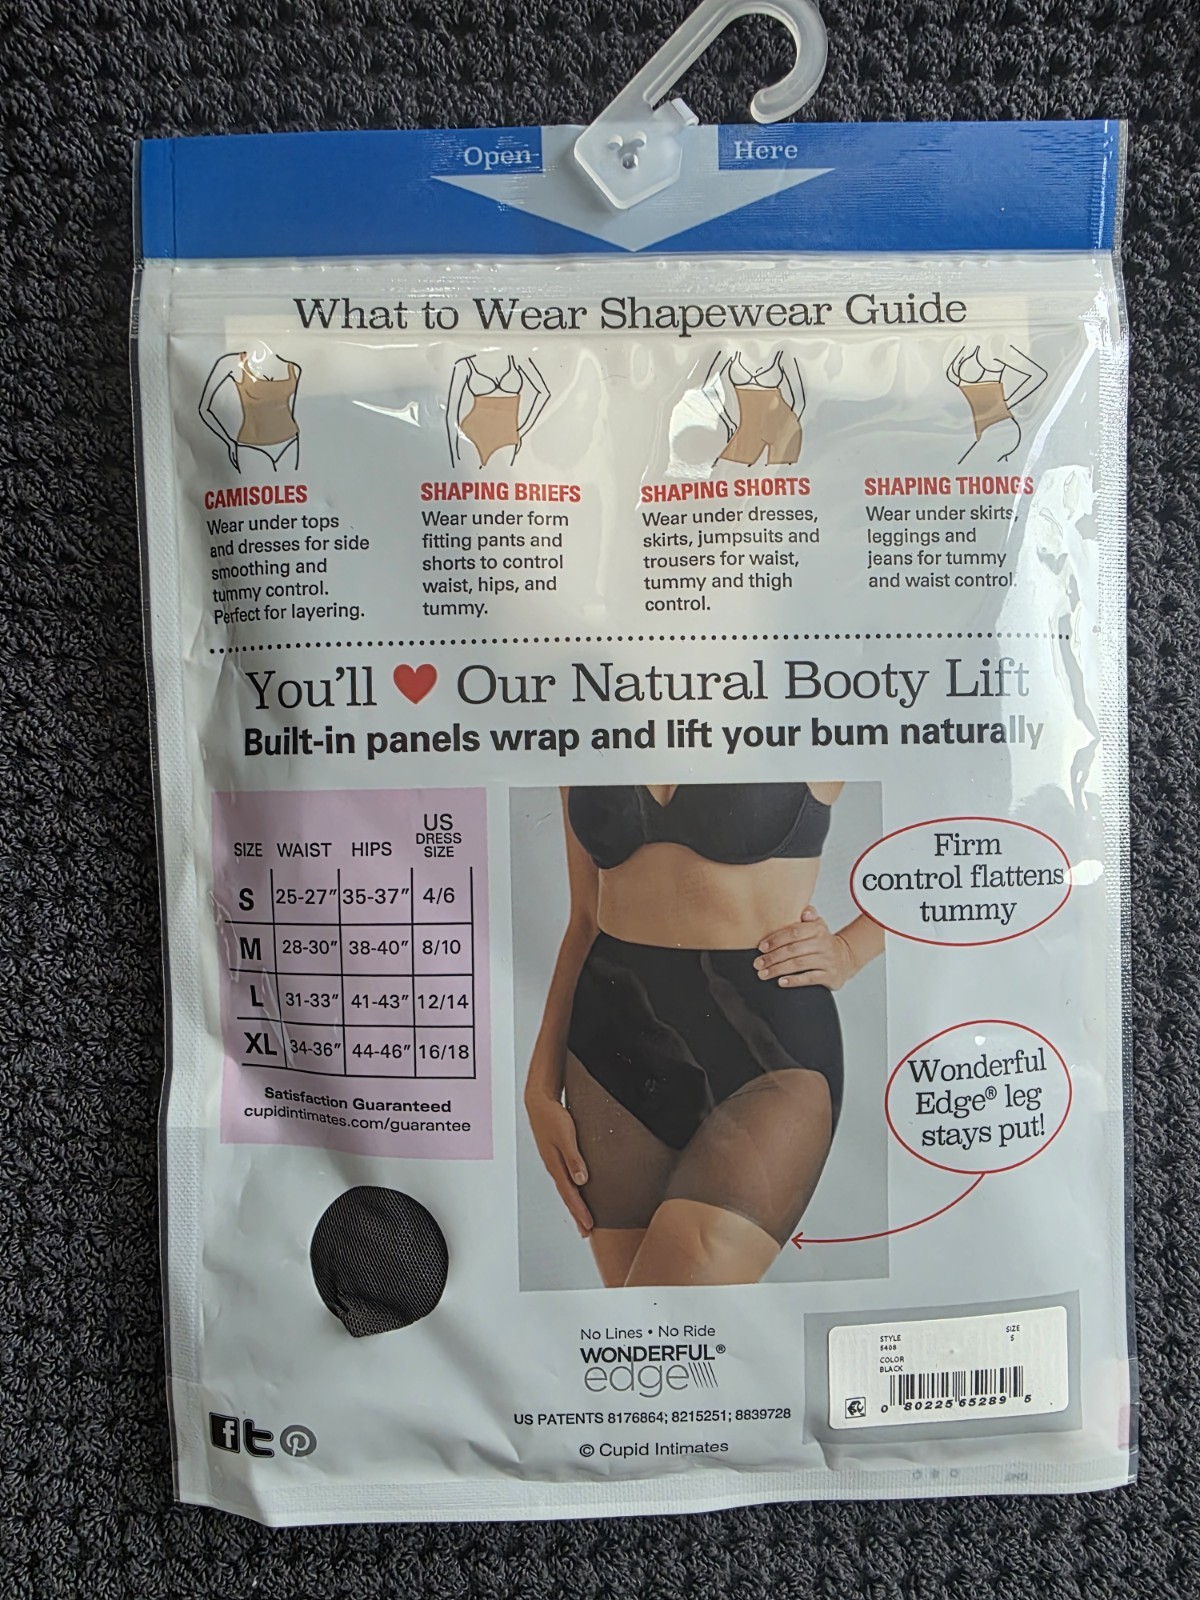 Open Here
What to Wear Shapewear Guide
CAMISOLES
Wear under tops
and dresses for side
smoothing and
tummy control.
Perfect for layering.
SHAPING BRIEFS
Wear under form
fitting pants and
shorts to control
waist, hips, and
tummy.
SHAPING SHORTS
Wear under dresses,
skirts, jumpsuits and
trousers for waist,
tummy and thigh
control.
SHAPING THONGS
Wear under skirts,
leggings and
jeans for tummy
and waist control.
You'll ♥ Our Natural Booty Lift
Built-in panels wrap and lift your bum naturally
SIZE WAIST HIPS US DRESS SIZE
S 25-27" 35-37" 4/6
M 28-30" 38-40" 8/10
L 31-33" 41-43" 12/14
XL 34-36" 44-46" 16/18
Satisfaction Guaranteed
cupidintimates.com/guarantee
Firm
control flattens
tummy
Wonderful
Edge® leg
stays put!
No Lines • No Ride
WONDERFUL®
edge
US PATENTS 8176864; 8215251; 8839728
© Cupid Intimates
STYLE
5408
COLOR
BLACK
SIZE
S
0 80225 65289 5